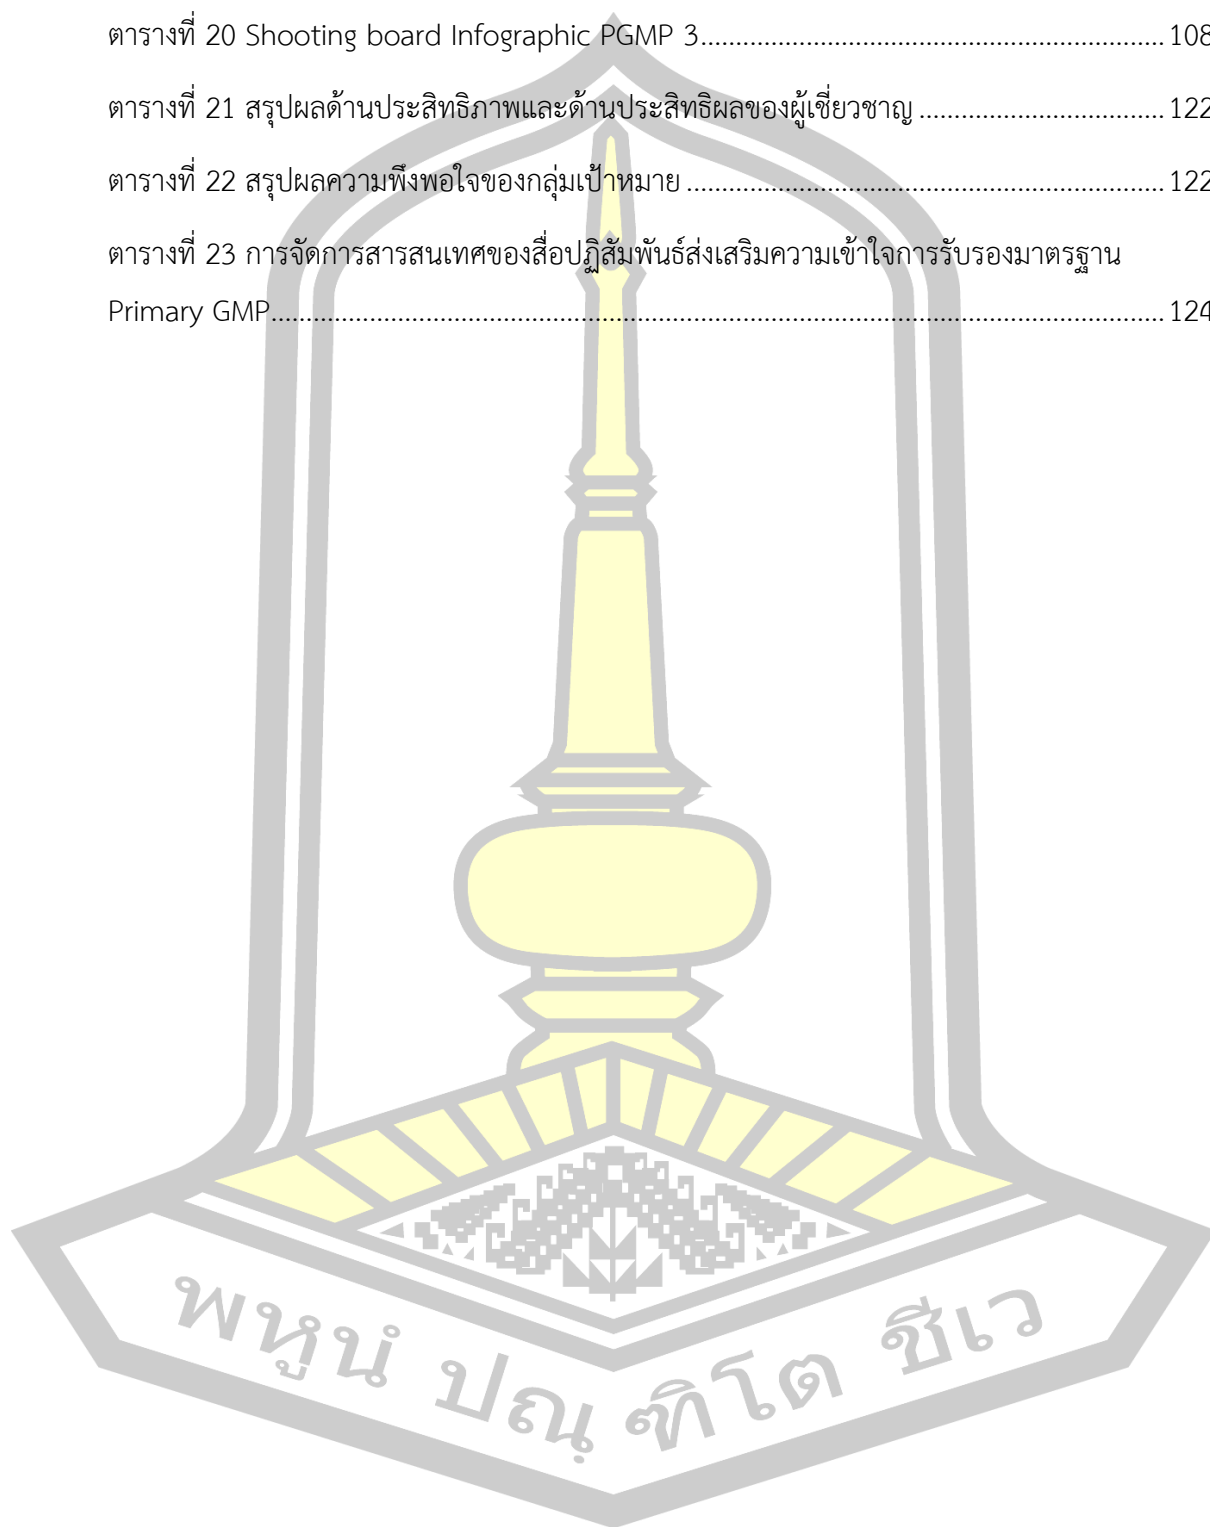 ตารางที่ 20 Shooting board Infographic PGMP 3.......................................................................... 108
ตารางที่ 21 สรุปผลด้านประสิทธิภาพและด้านประสิทธิผลของผู้เชี่ยวชาญ ....................................... 122
ตารางที่ 22 สรุปผลความพึงพอใจของกลุ่มเป้าหมาย ............................................................................ 122
ตารางที่ 23 การจัดการสารสนเทศของสื่อปฏิสัมพันธ์ส่งเสริมความเข้าใจการรับรองมาตรฐาน
Primary GMP............................................................................................................................................... 124
พหูนํ ปณฺฑิโต ชีเว